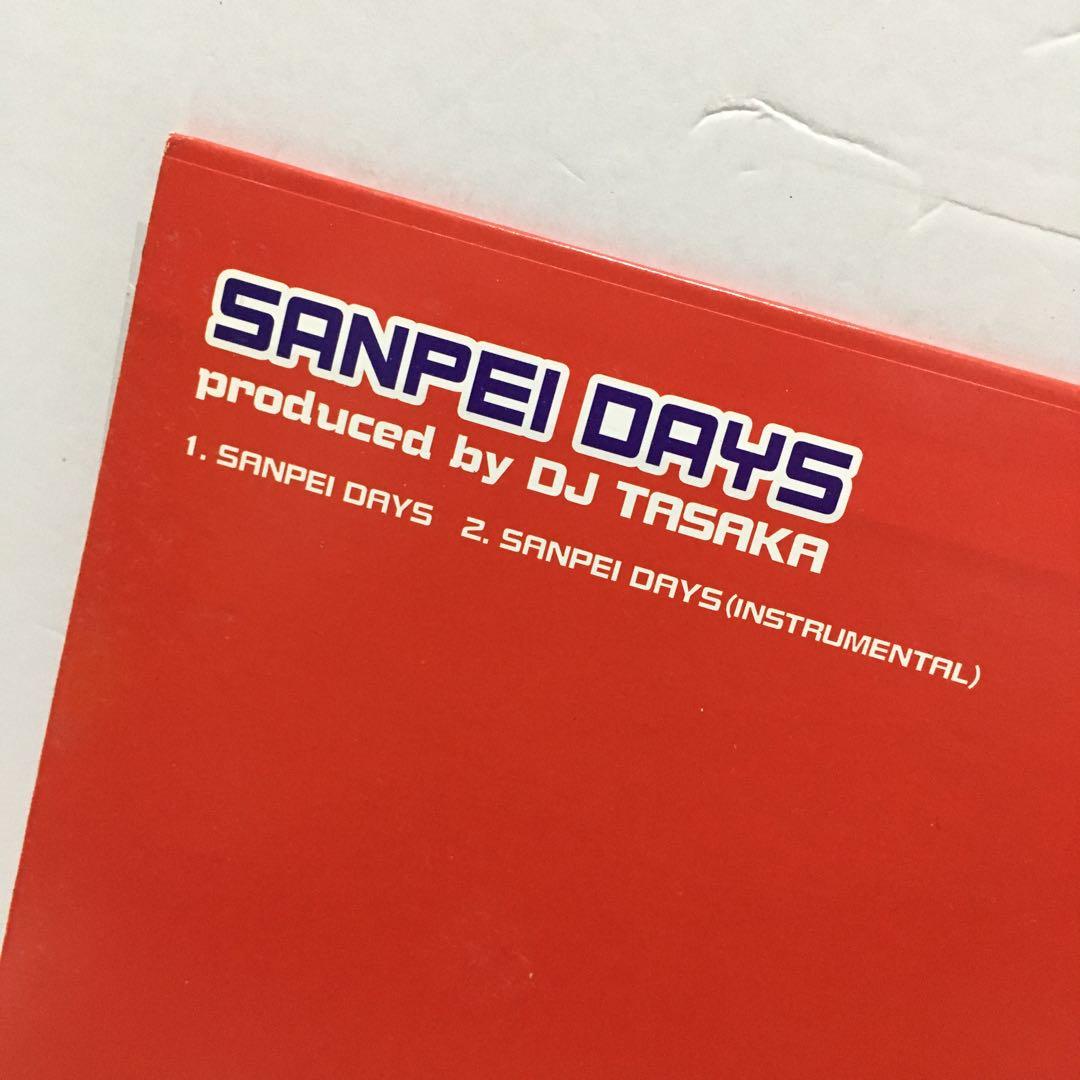 SANPEI DAYS
produced by DJ TASAKA
1. SANPEI DAYS 2. SANPEI DAYS (INSTRUMENTAL)